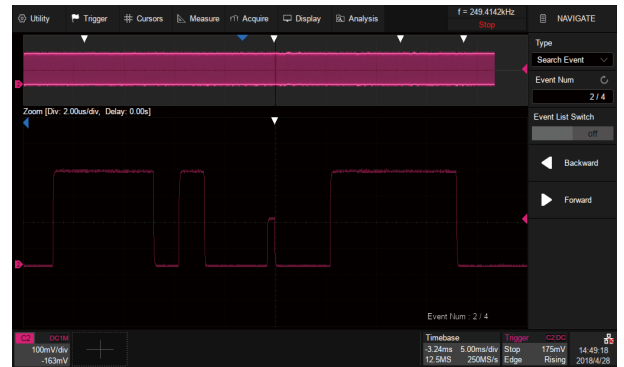 Utility Trigger Cursors Measure Acquire Display Analysis f = 249.4142kHz NAVIGATE
Stop
Type
Search Event
Event Num
2 / 4
Zoom [Div: 2.00us/div, Delay: 0.00s]
Event List Switch
off
Backward
Forward
Event Num : 2 / 4
C2 DC1M Timebase Trigger C2:DC
100mV/div -3.24ms 5.00ms/div Stop 175mV 14:49:18
-163mV 12.5MS 250MS/s Edge Rising 2018/4/28